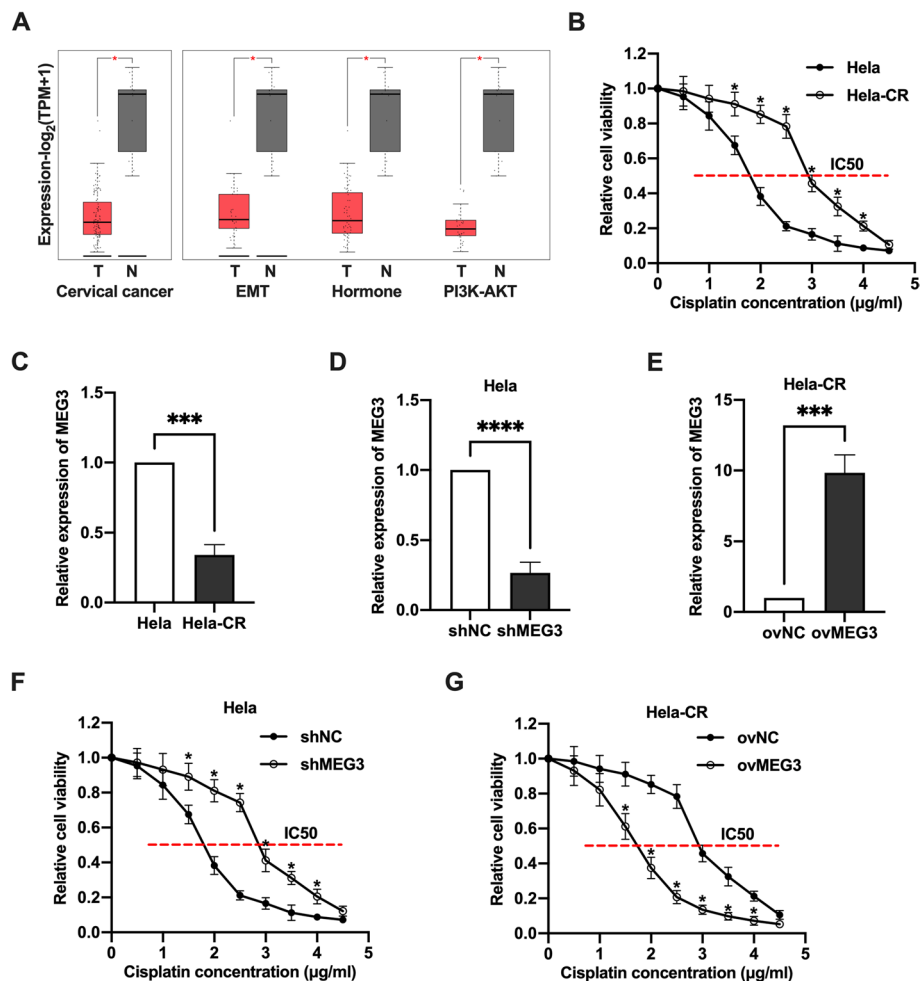 A
Expression-log2(TPM+1)
*
*
*
*
T N T N T N T N
Cervical cancer EMT Hormone PI3K-AKT
B
Relative cell viability
1.2
1.0
0.8
0.6
0.4
0.2
0.0
Hela
Hela-CR
* * *
IC50
* * *
0 1 2 3 4 5
Cisplatin concentration (μg/ml)
C
Relative expression of MEG3
1.5
1.0
0.5
0.0
***
Hela Hela-CR
D
Hela
Relative expression of MEG3
1.5
1.0
0.5
0.0
****
shNC shMEG3
E
Hela-CR
Relative expression of MEG3
15
10
5
0
***
ovNC ovMEG3
F
Hela
Relative cell viability
1.2
1.0
0.8
0.6
0.4
0.2
0.0
shNC
shMEG3
* * *
IC50
* * *
0 1 2 3 4 5
Cisplatin concentration (μg/ml)
G
Hela-CR
Relative cell viability
1.2
1.0
0.8
0.6
0.4
0.2
0.0
ovNC
ovMEG3
IC50
* * * * * *
0 1 2 3 4 5
Cisplatin concentration (μg/ml)